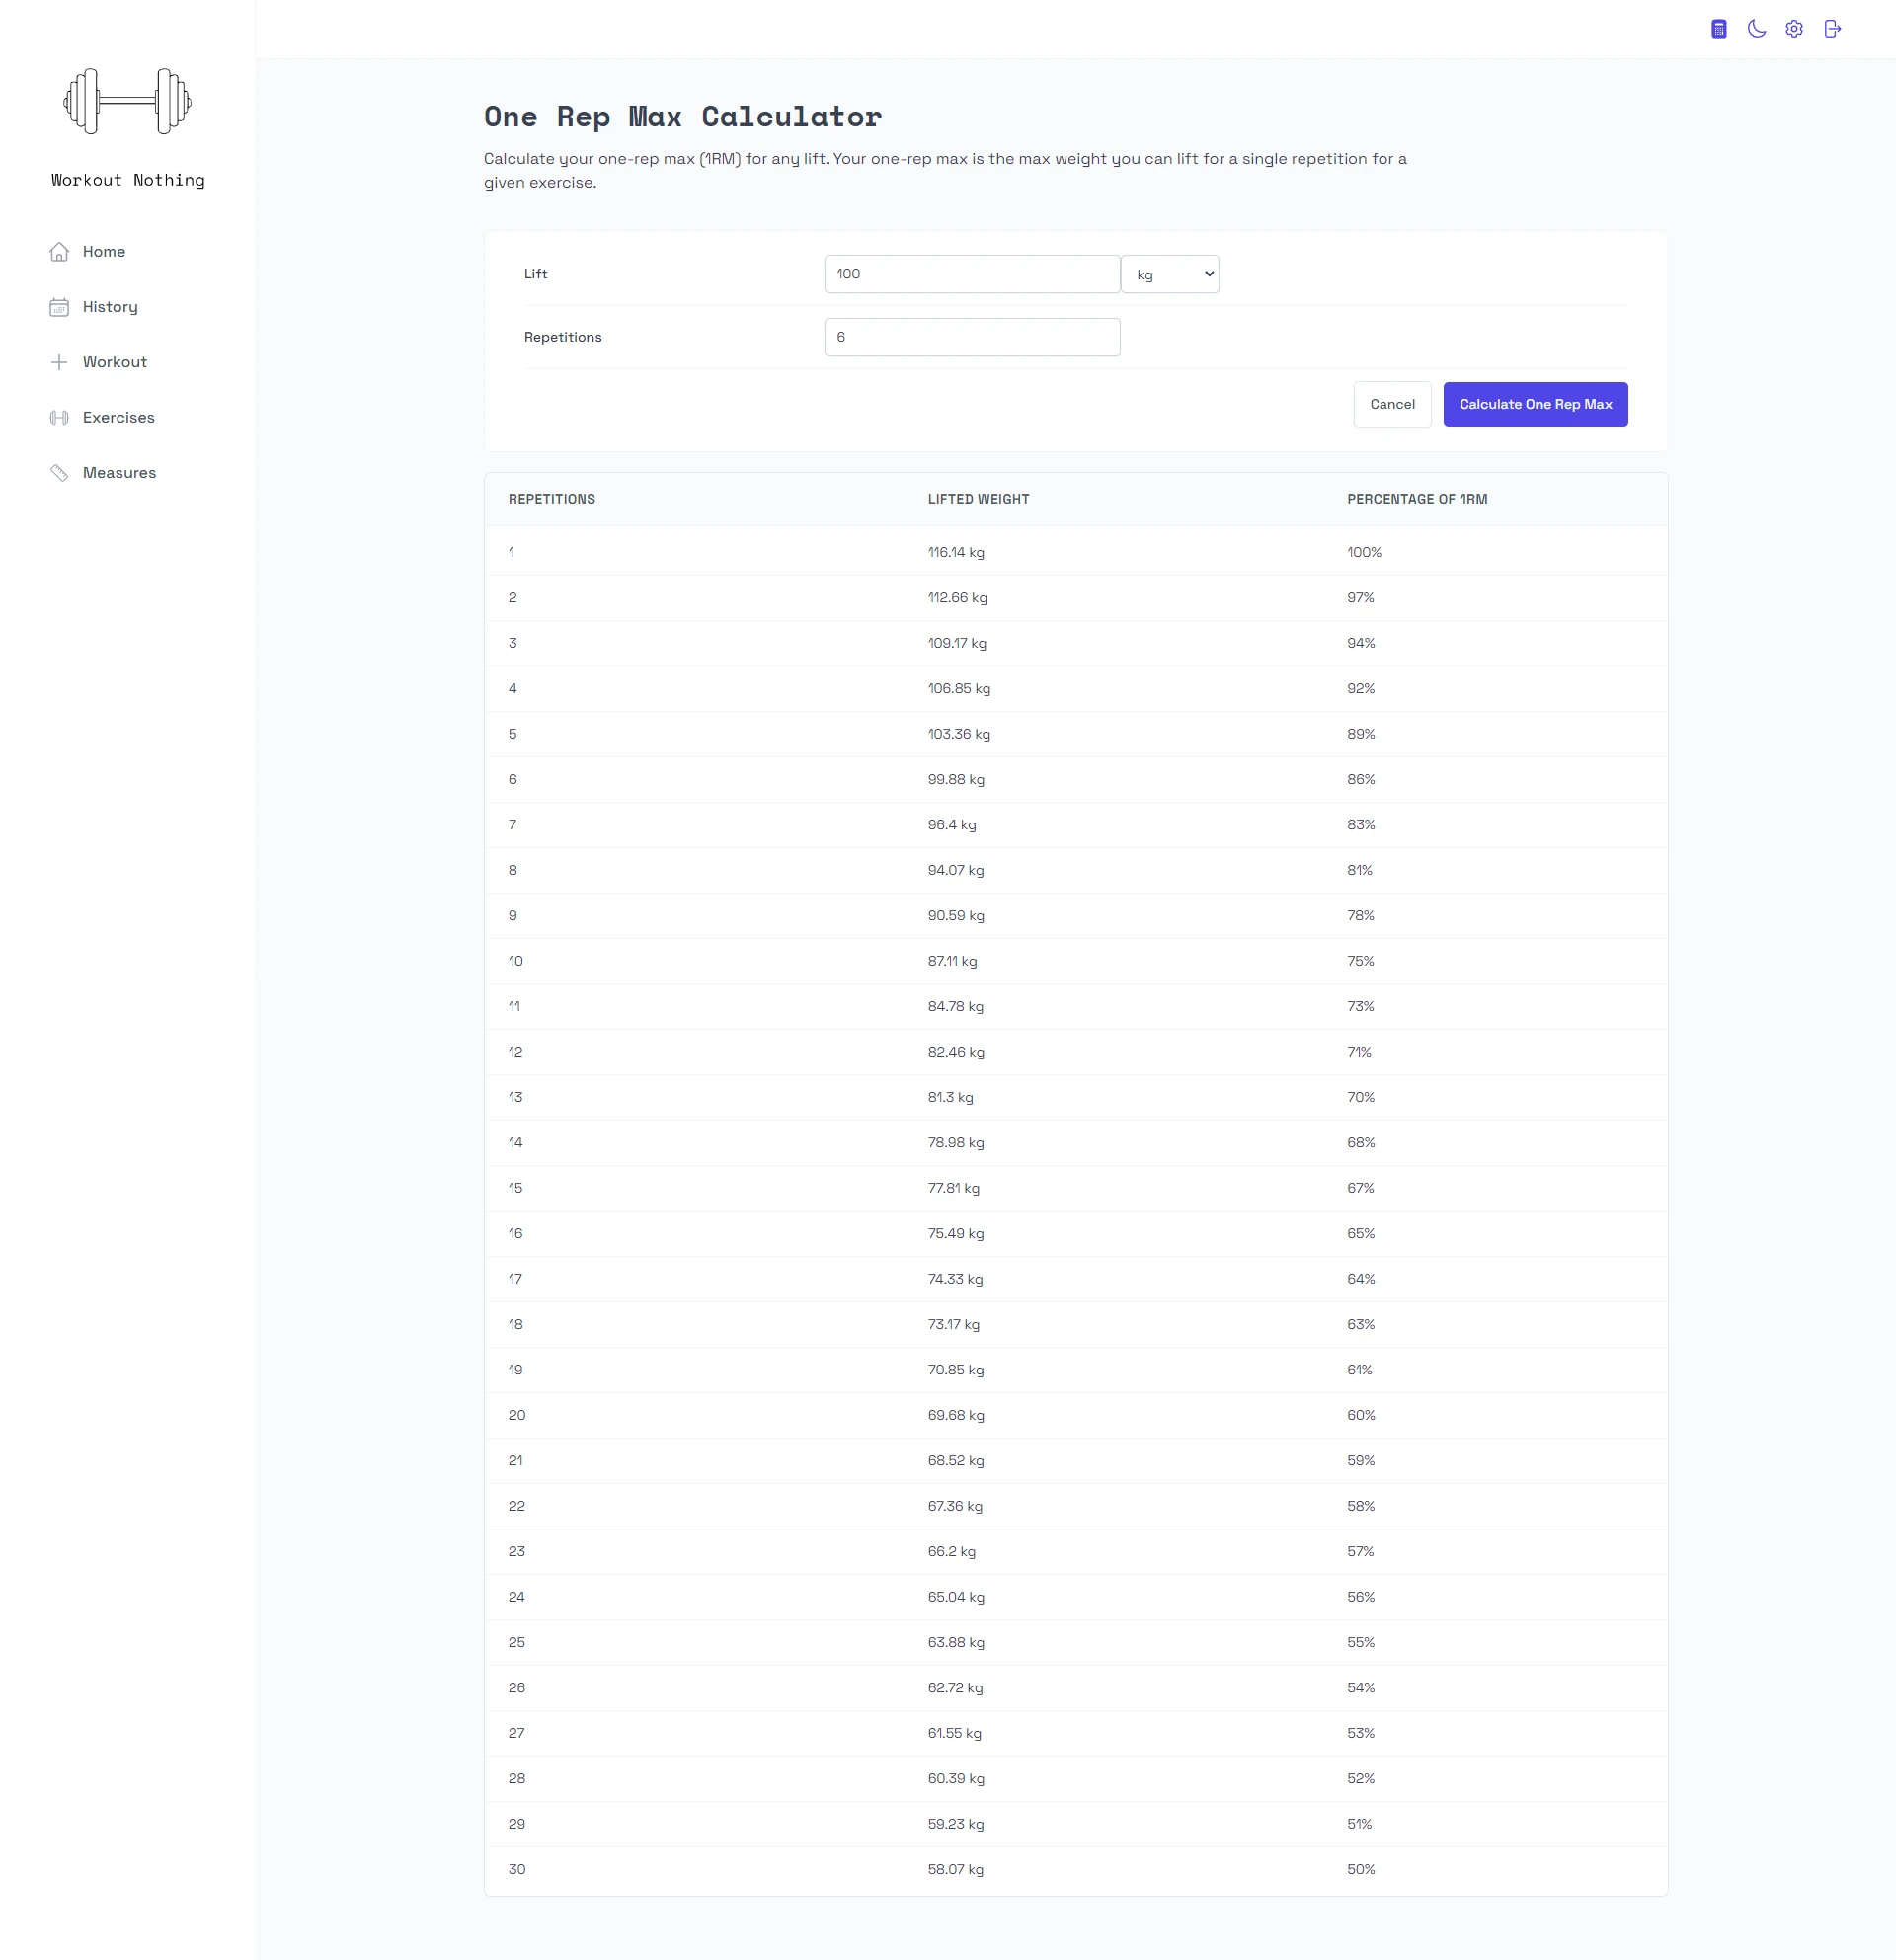 Workout Nothing
Home
History
Workout
Exercises
Measures
One Rep Max Calculator
Calculate your one-rep max (1RM) for any lift. Your one-rep max is the max weight you can lift for a single repetition for a
given exercise.
Lift 100 kg
Repetitions 6
Cancel Calculate One Rep Max
REPETITIONS LIFTED WEIGHT PERCENTAGE OF 1RM
1 116.14 kg 100%
2 112.66 kg 97%
3 109.17 kg 94%
4 106.85 kg 92%
5 103.36 kg 89%
6 99.88 kg 86%
7 96.4 kg 83%
8 94.07 kg 81%
9 90.59 kg 78%
10 87.11 kg 75%
11 84.78 kg 73%
12 82.46 kg 71%
13 81.3 kg 70%
14 78.98 kg 68%
15 77.81 kg 67%
16 75.49 kg 65%
17 74.33 kg 64%
18 73.17 kg 63%
19 70.85 kg 61%
20 69.68 kg 60%
21 68.52 kg 59%
22 67.36 kg 58%
23 66.2 kg 57%
24 65.04 kg 56%
25 63.88 kg 55%
26 62.72 kg 54%
27 61.55 kg 53%
28 60.39 kg 52%
29 59.23 kg 51%
30 58.07 kg 50%